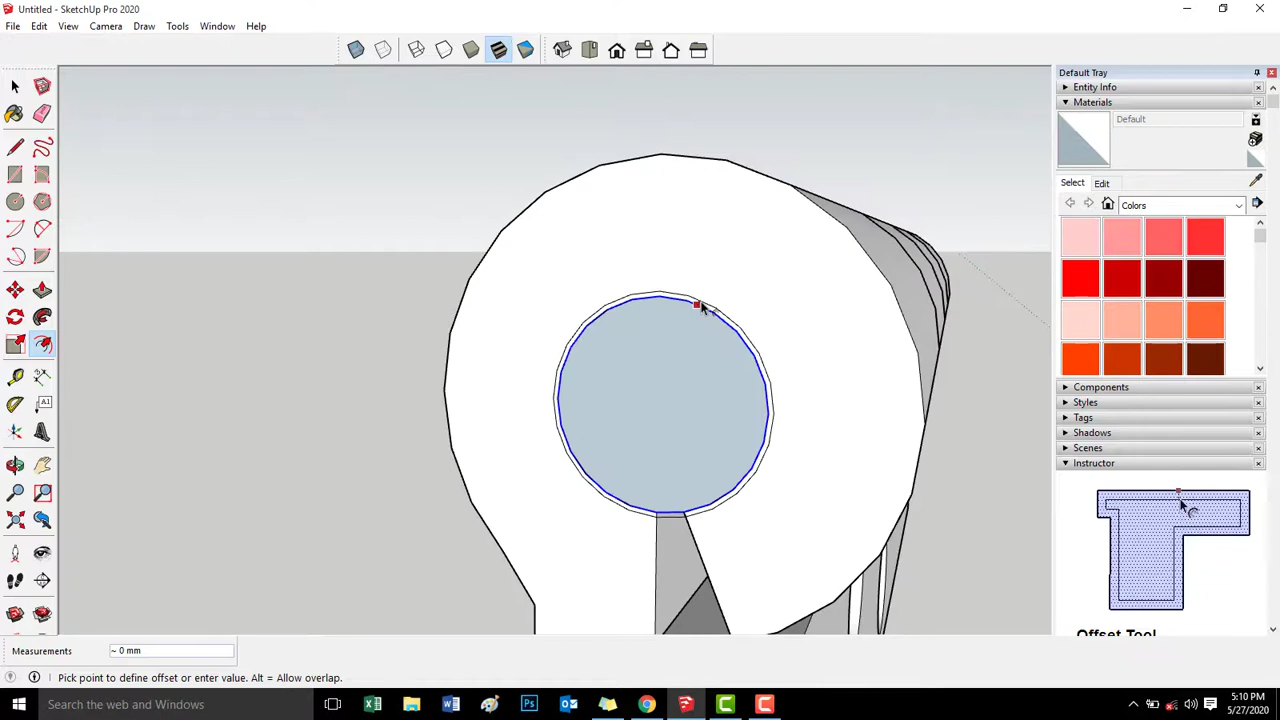 Untitled - SketchUp Pro 2020
File Edit View Camera Draw Tools Window Help
Default Tray
Entity Info
Materials
Default
Select Edit
Colors
Components
Styles
Tags
Shadows
Scenes
Instructor
A1
Offset Tool
Measurements ~ 0 mm
Pick point to define offset or enter value. Alt = Allow overlap.
Search the web and Windows
Ps
5:10 PM
5/27/2020